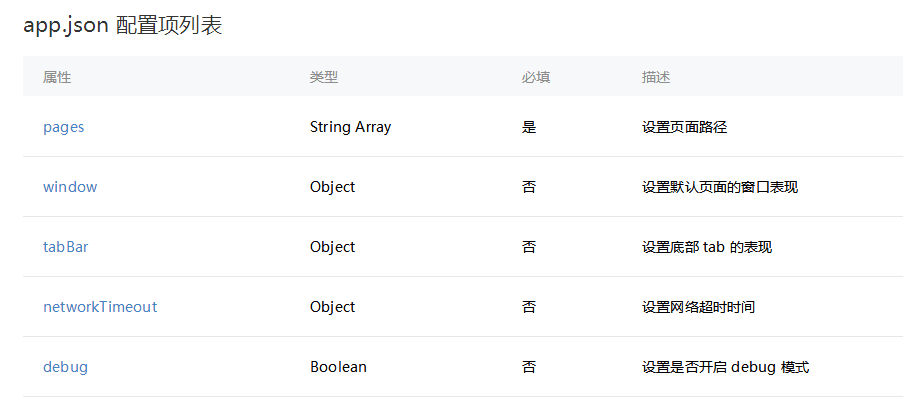 app.json 配置项列表
属性 类型 必填 描述
pages String Array 是 设置页面路径
window Object 否 设置默认页面的窗口表现
tabBar Object 否 设置底部 tab 的表现
networkTimeout Object 否 设置网络超时时间
debug Boolean 否 设置是否开启 debug 模式